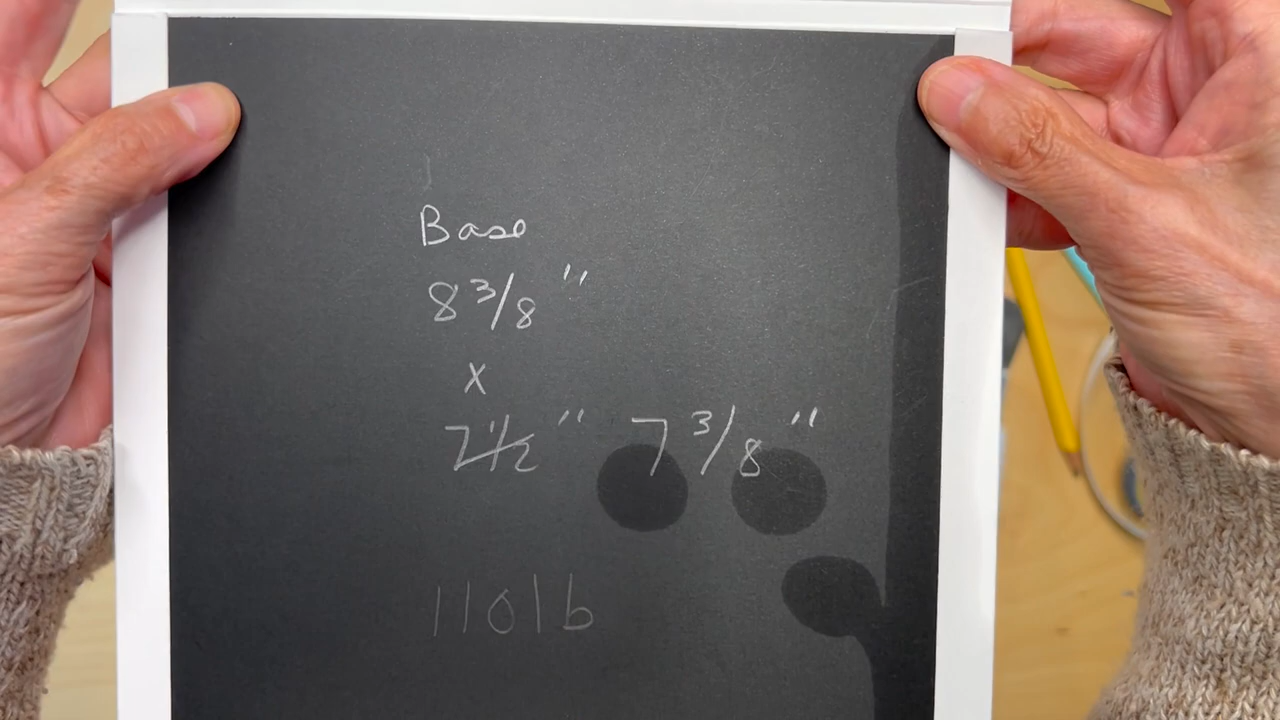 Base
8 3/8 "
x
7 1/2 " 7 3/8 "
110lb